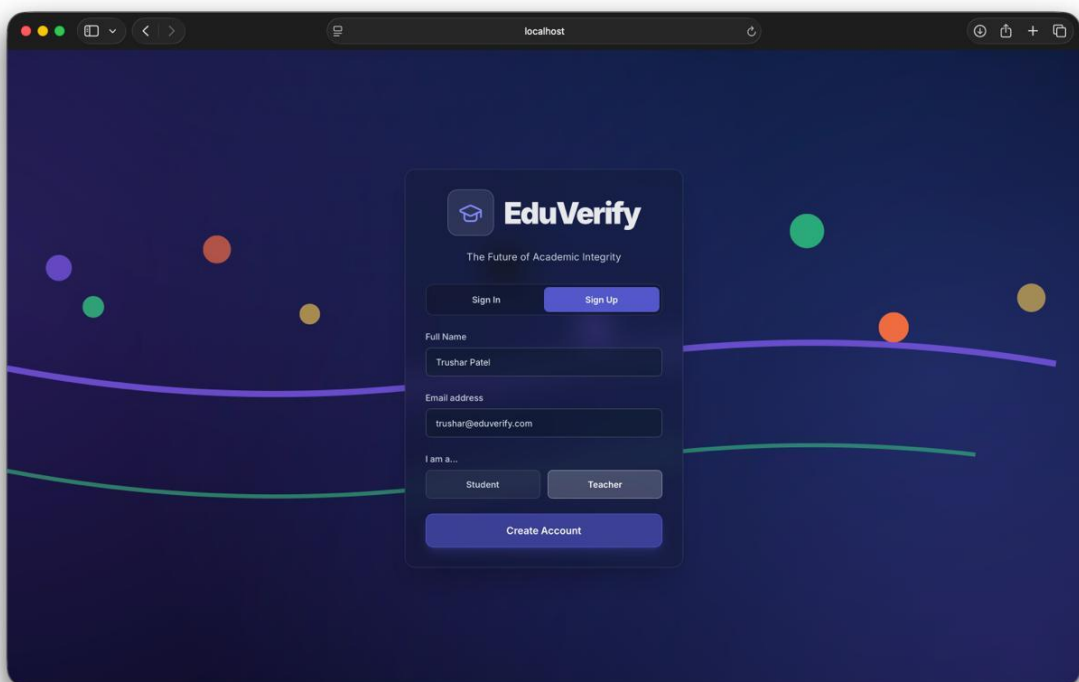 localhost
EduVerify
The Future of Academic Integrity
Sign In Sign Up
Full Name
Trushar Patel
Email address
trushar@eduverify.com
I am a...
Student Teacher
Create Account